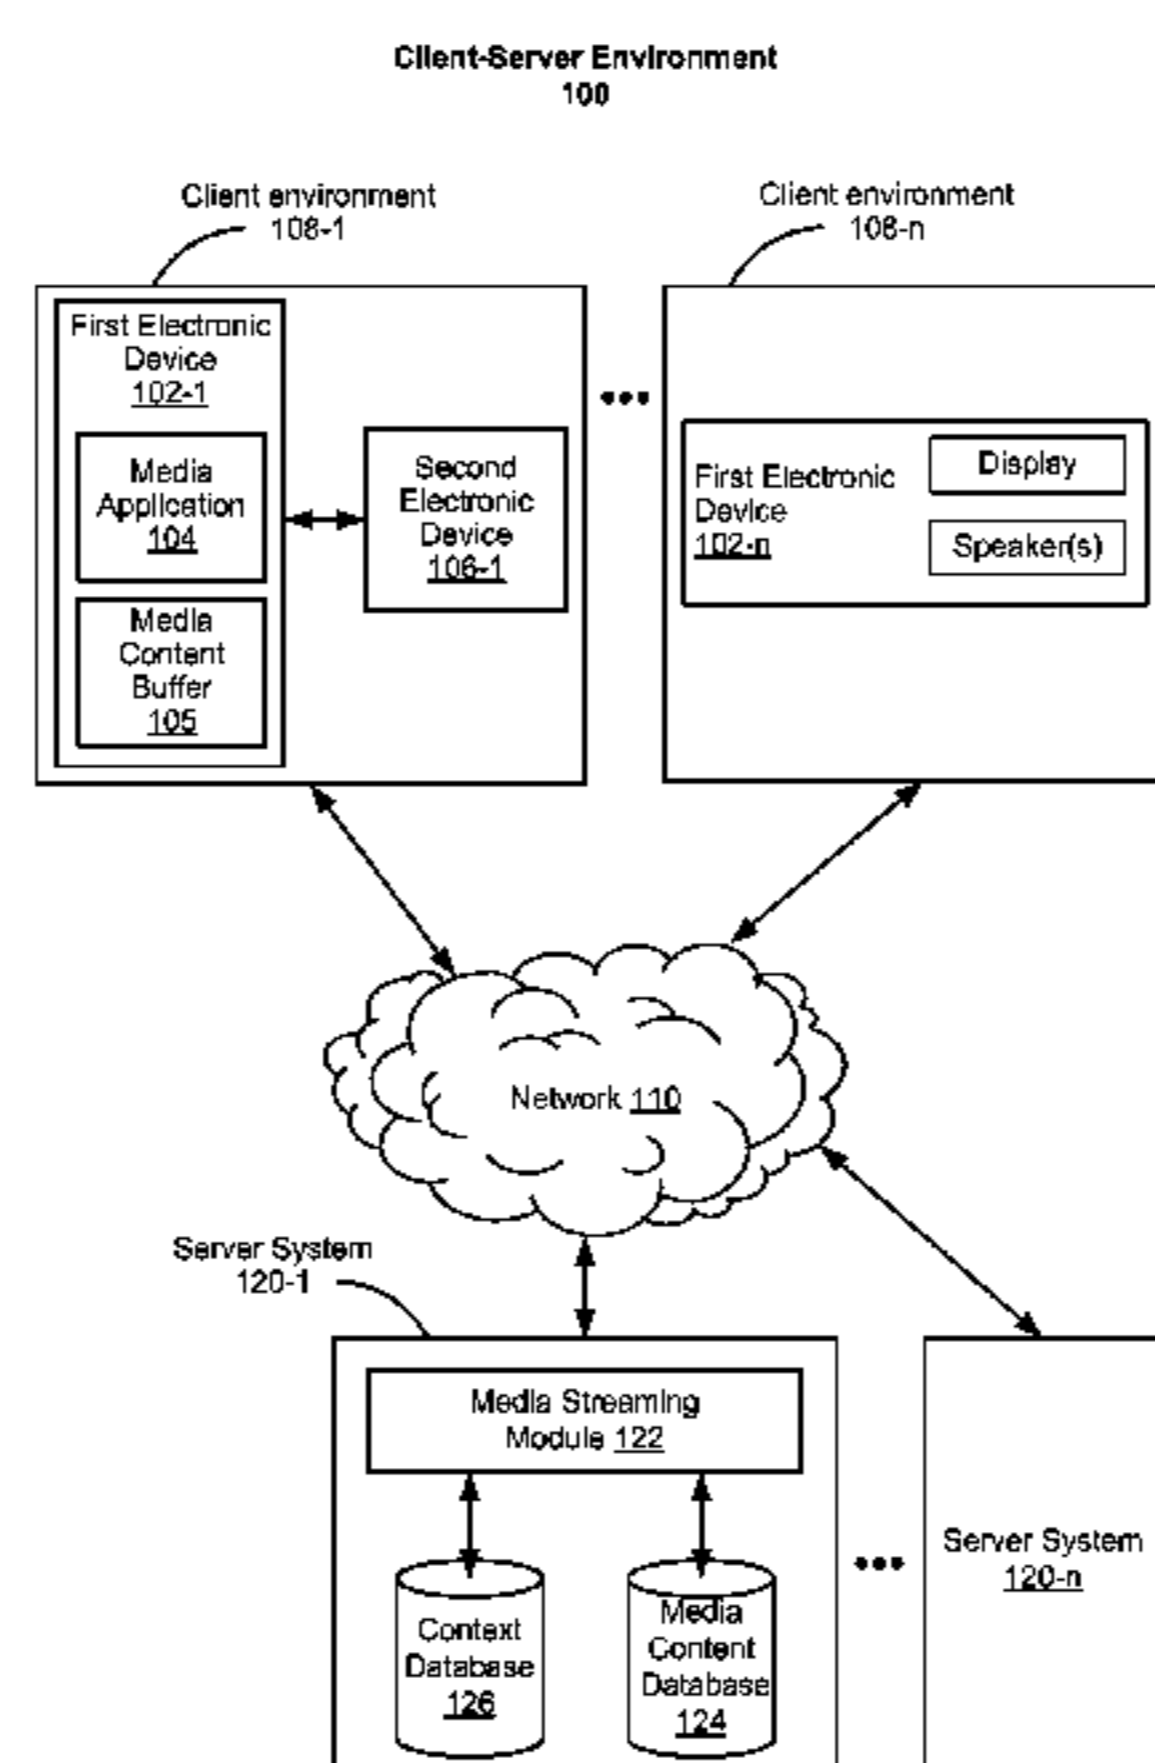 Client-Server Environment
100
Client environment
108-1
Client environment
108-n
First Electronic
Device
102-1
Media
Application
104
Media
Content
Buffer
105
Second
Electronic
Device
106-1
First Electronic
Device
102-n
Display
Speaker(s)
Network 110
Server System
120-1
Media Streaming
Module 122
Context
Database
126
Media
Content
Database
124
Server System
120-n